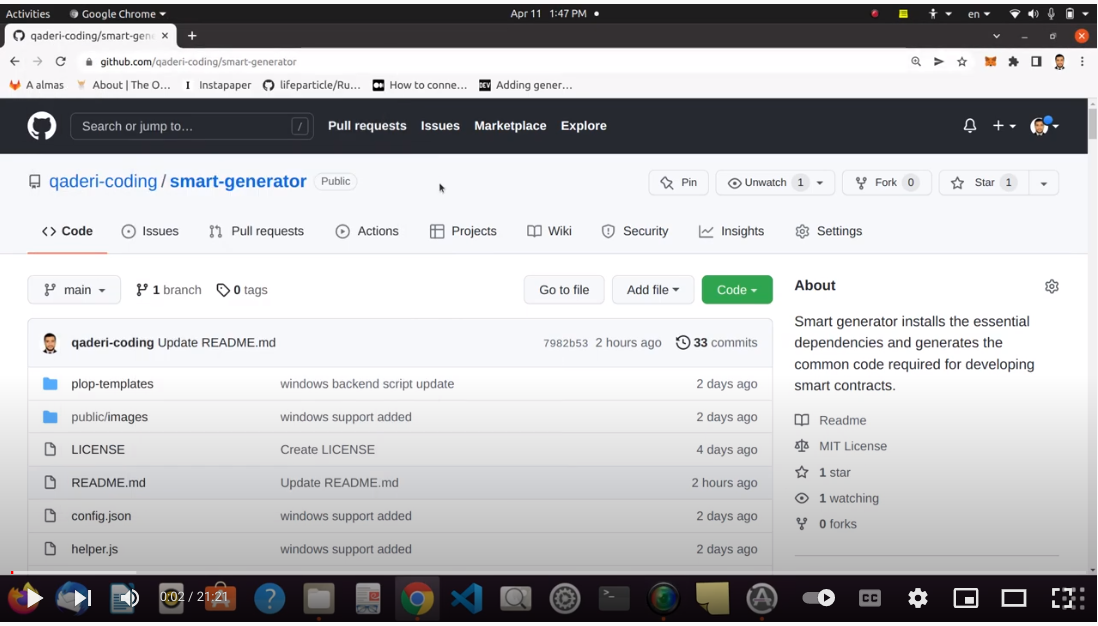 Activities Google Chrome Apr 11 1:47 PM en
qaderi-coding/smart-gene
github.com/qaderi-coding/smart-generator
A almas About | The O… Instapaper lifeparticle/Ru… How to conne… DEV Adding gener…
Search or jump to… / Pull requests Issues Marketplace Explore
qaderi-coding / smart-generator Public Pin Unwatch 1 Fork 0 Star 1
Code Issues Pull requests Actions Projects Wiki Security Insights Settings
main 1 branch 0 tags Go to file Add file Code
About
Smart generator installs the essential
dependencies and generates the
common code required for developing
smart contracts.
Readme
MIT License
1 star
1 watching
0 forks
qaderi-coding Update README.md 7982b53 2 hours ago 33 commits
plop-templates windows backend script update 2 days ago
public/images windows support added 2 days ago
LICENSE Create LICENSE 4 days ago
README.md Update README.md 2 hours ago
config.json windows support added 2 days ago
helper.js windows support added 2 days ago
0:02 / 21:21 CC